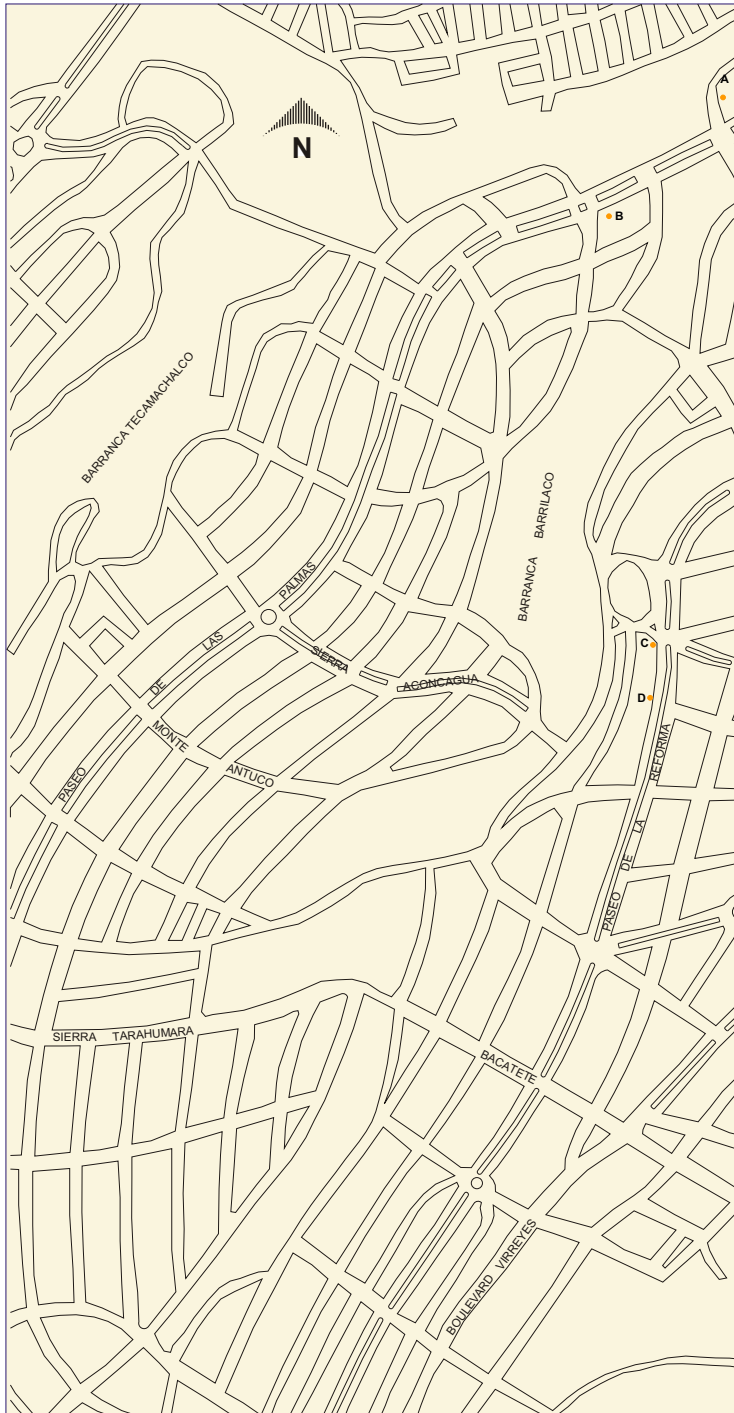 A
N
B
BARRANCA TECAMACHALCO
BARRANCA BARRILACO
PASEO DE LAS PALMAS
SIERRA ACONCAGUA
C
D
MONTE ANTUCO
PASEO DE LA REFORMA
SIERRA TARAHUMARA
BACATETE
BOULEVARD VIRREYES